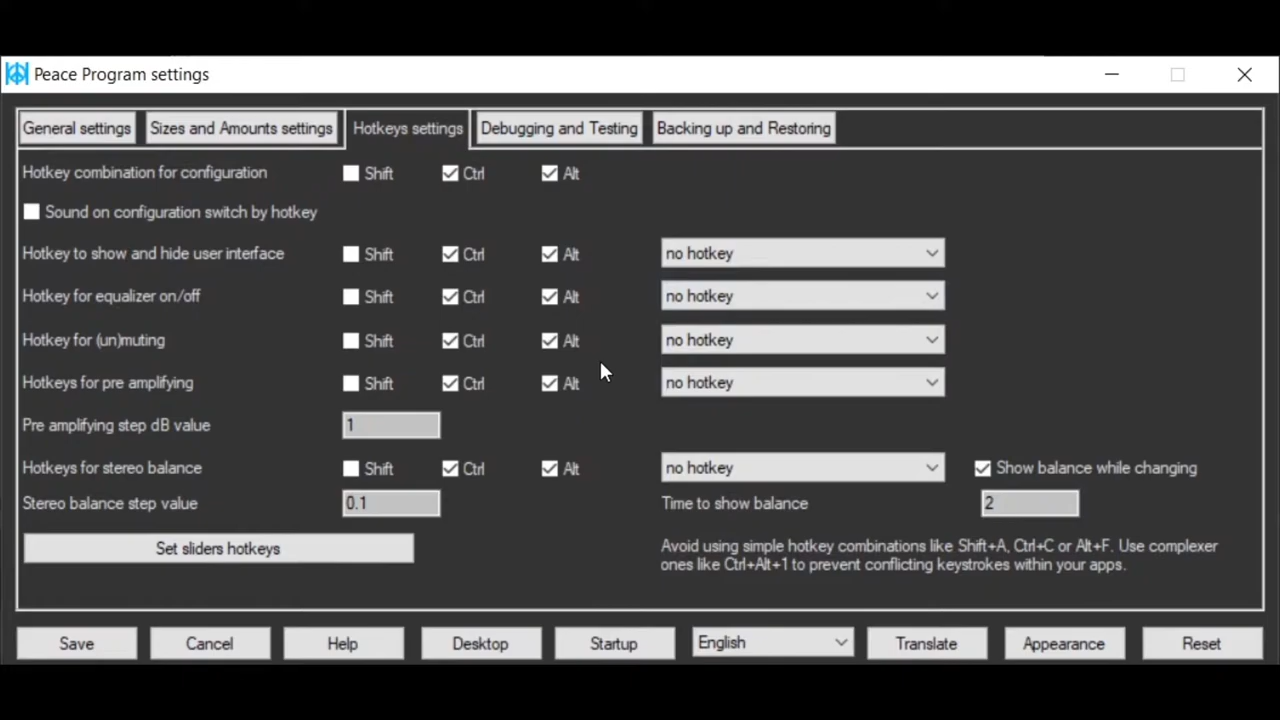 Peace Program settings
General settings
Sizes and Amounts settings
Hotkeys settings
Debugging and Testing
Backing up and Restoring
Hotkey combination for configuration Shift Ctrl Alt
Sound on configuration switch by hotkey
Hotkey to show and hide user interface Shift Ctrl Alt no hotkey
Hotkey for equalizer on/off Shift Ctrl Alt no hotkey
Hotkey for (un)muting Shift Ctrl Alt no hotkey
Hotkeys for pre amplifying Shift Ctrl Alt no hotkey
Pre amplifying step dB value 1
Hotkeys for stereo balance Shift Ctrl Alt no hotkey Show balance while changing
Stereo balance step value 0.1 Time to show balance 2
Set sliders hotkeys
Avoid using simple hotkey combinations like Shift+A, Ctrl+C or Alt+F. Use complexer
ones like Ctrl+Alt+1 to prevent conflicting keystrokes within your apps.
Save Cancel Help Desktop Startup English Translate Appearance Reset